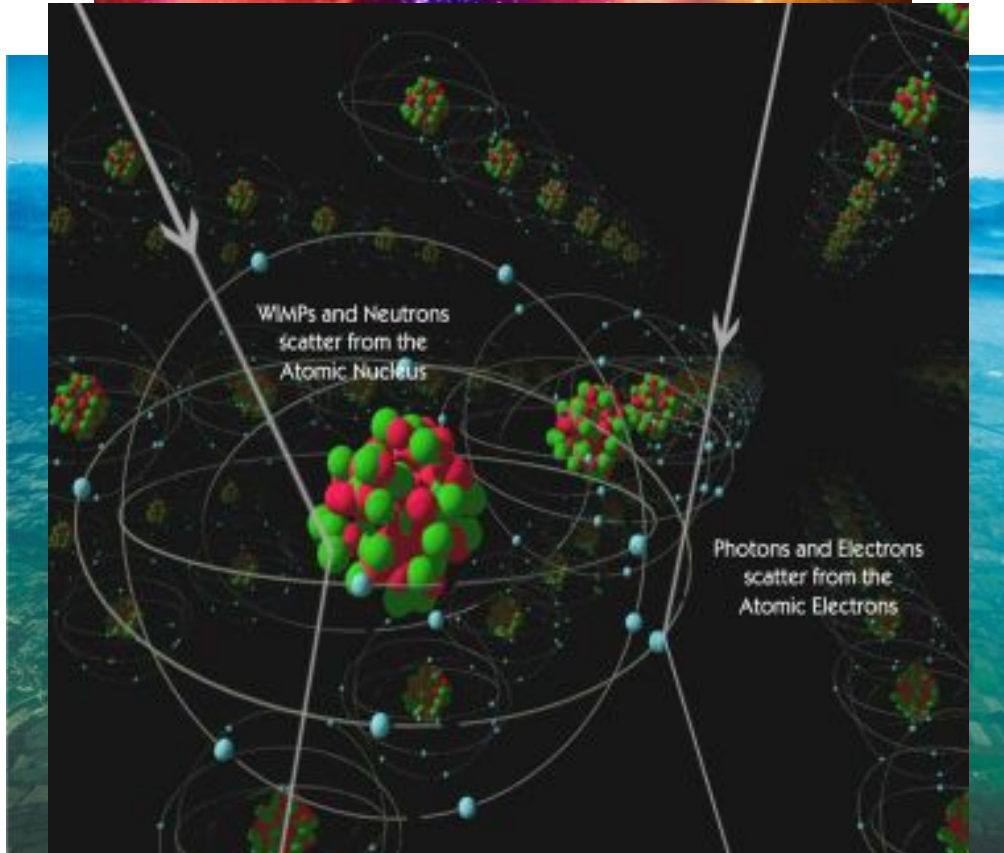 WIMPs and Neutrons
scatter from the
Atomic Nucleus
Photons and Electrons
scatter from the
Atomic Electrons